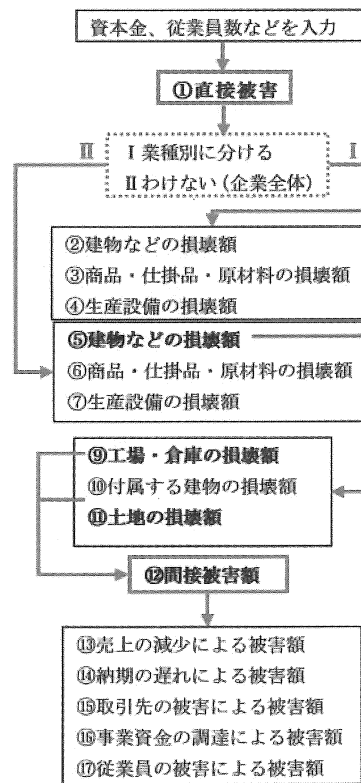 資本金、従業員数などを入力
①直接被害
Ⅱ
Ⅰ業種別に分ける
Ⅱわけない(企業全体)
Ⅰ
②建物などの損壊額
③商品・仕掛品・原材料の損壊額
④生産設備の損壊額
⑤建物などの損壊額
⑥商品・仕掛品・原材料の損壊額
⑦生産設備の損壊額
⑨工場・倉庫の損壊額
⑩付属する建物の損壊額
⑪土地の損壊額
⑫間接被害額
⑬売上の減少による被害額
⑭納期の遅れによる被害額
⑮取引先の被害による被害額
⑯事業資金の調達による被害額
⑰従業員の被害による被害額